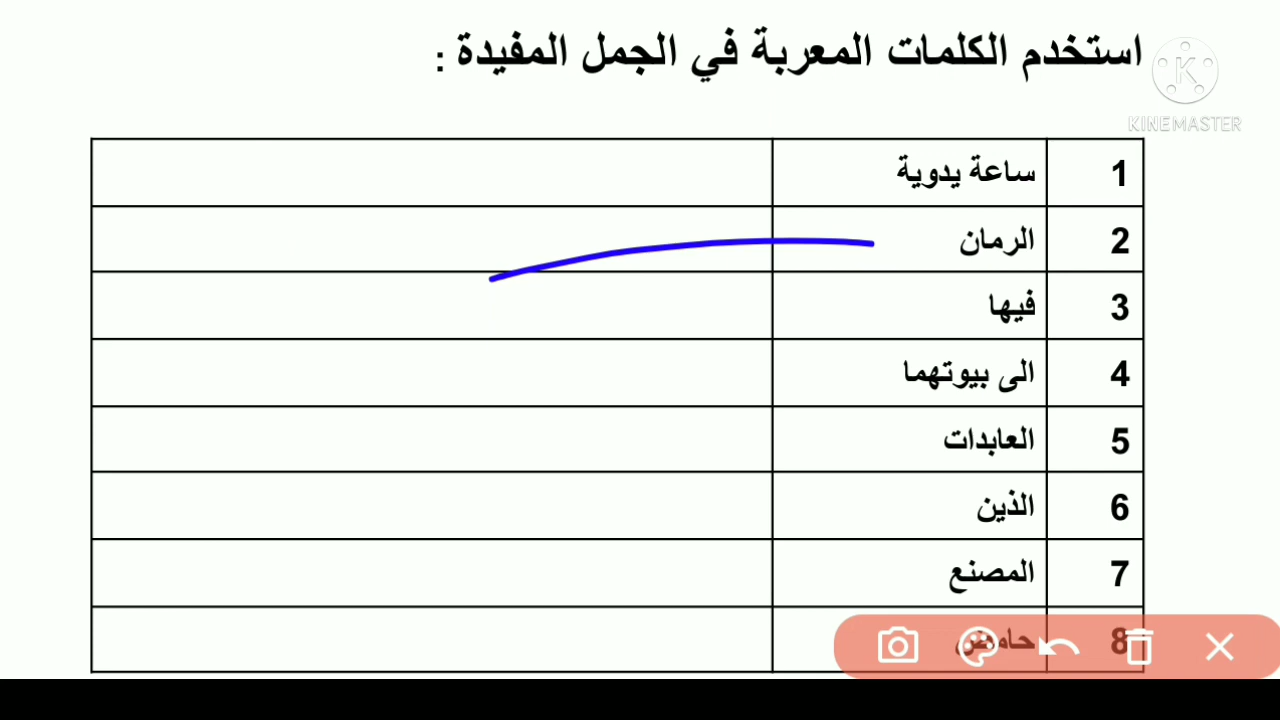 استخدم الكلمات المعربة في الجمل المفيدة :
K
KINEMASTER
1 ساعة يدوية
2 الرمان
3 فيها
4 الى بيوتهما
5 العابدات
6 الذين
7 المصنع
8 حامض